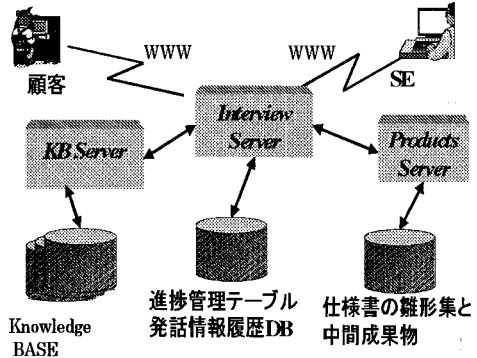 WWW
WWW
顧客
SE
Interview
Server
KB Server
Products
Server
Knowledge
BASE
進捗管理テーブル
発話情報履歴DB
仕様書の雛形集と
中間成果物